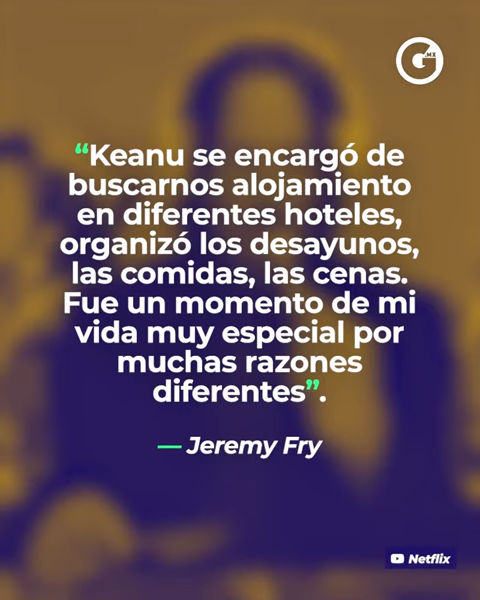 G MX
“Keanu se encargó de
buscarnos alojamiento
en diferentes hoteles,
organizó los desayunos,
las comidas, las cenas.
Fue un momento de mi
vida muy especial por
muchas razones
diferentes”.
— Jeremy Fry
Netflix